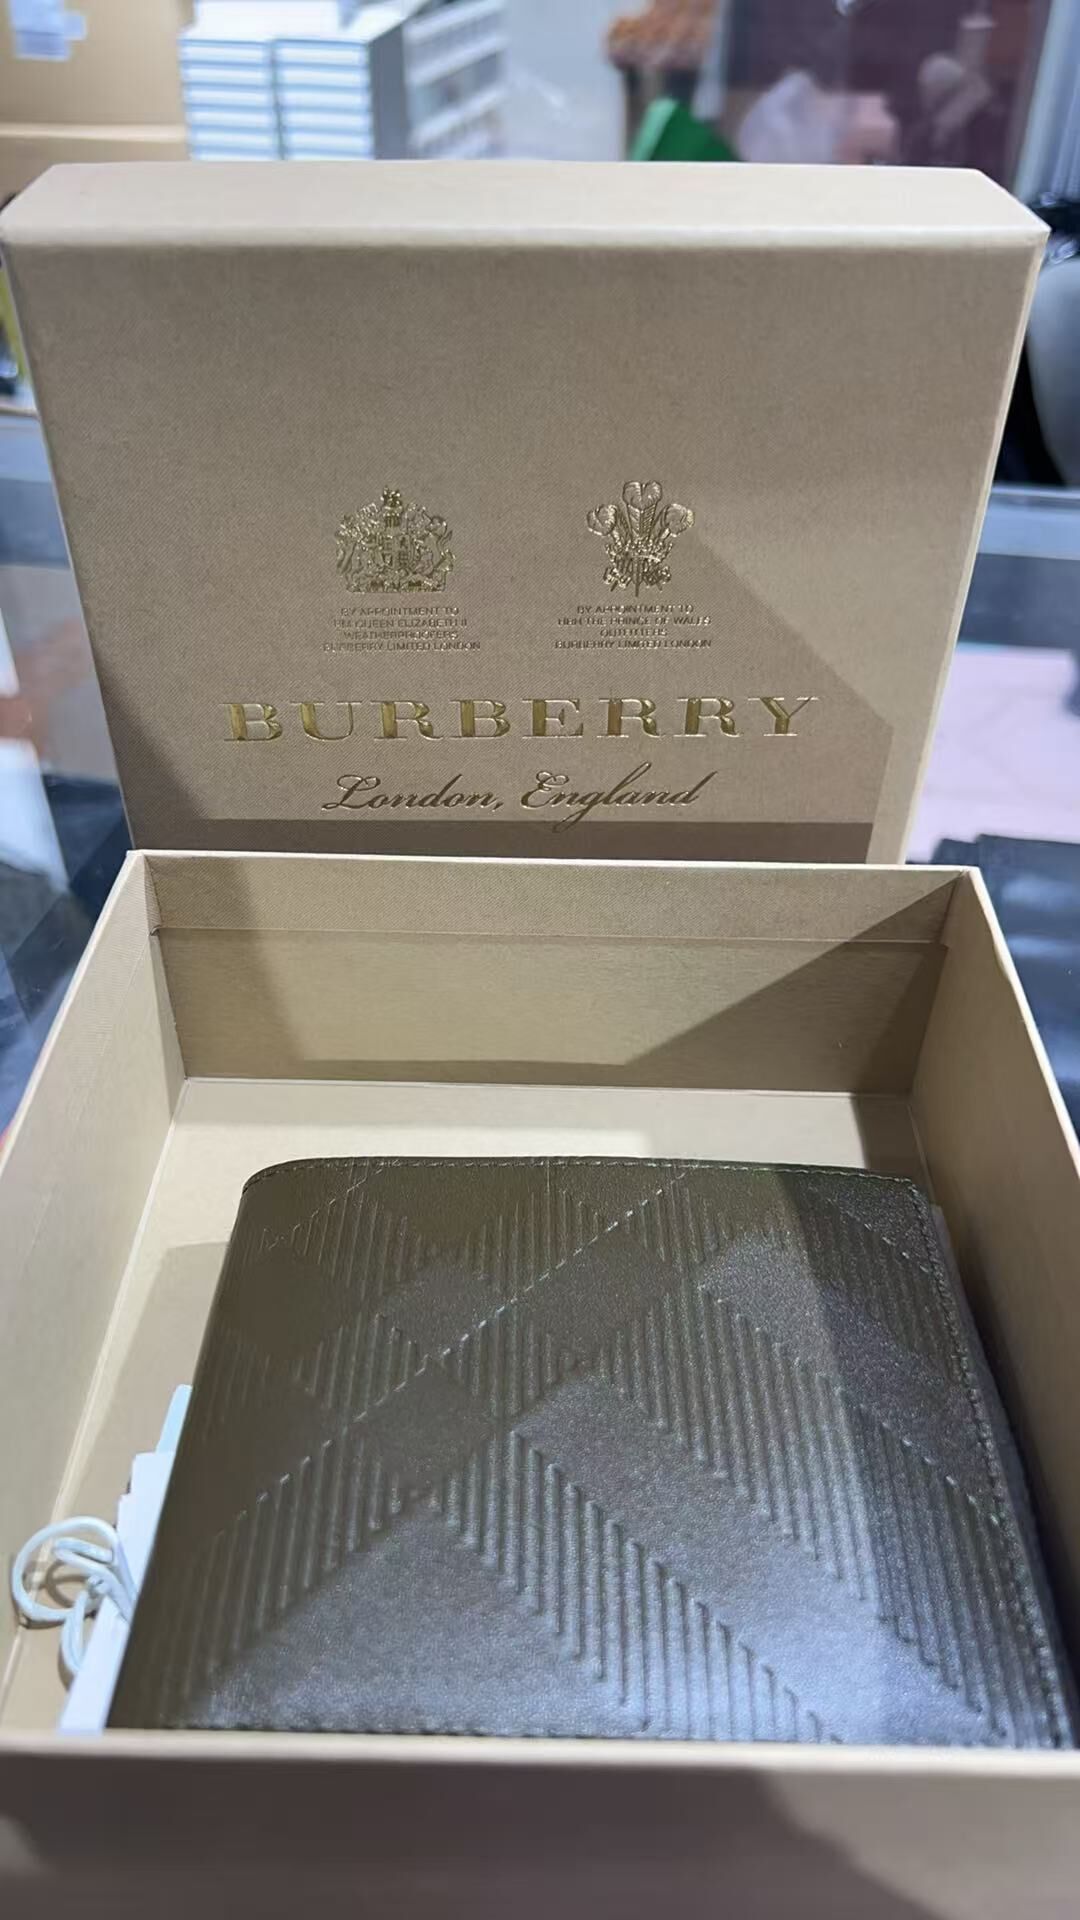 BY APPOINTMENT TO
H.M. QUEEN ELIZABETH II
WEATHERPROOFERS
BURBERRY LIMITED LONDON
BY APPOINTMENT TO
HRH THE PRINCE OF WALES
OUTFITTERS
BURBERRY LIMITED LONDON
BURBERRY
London, England